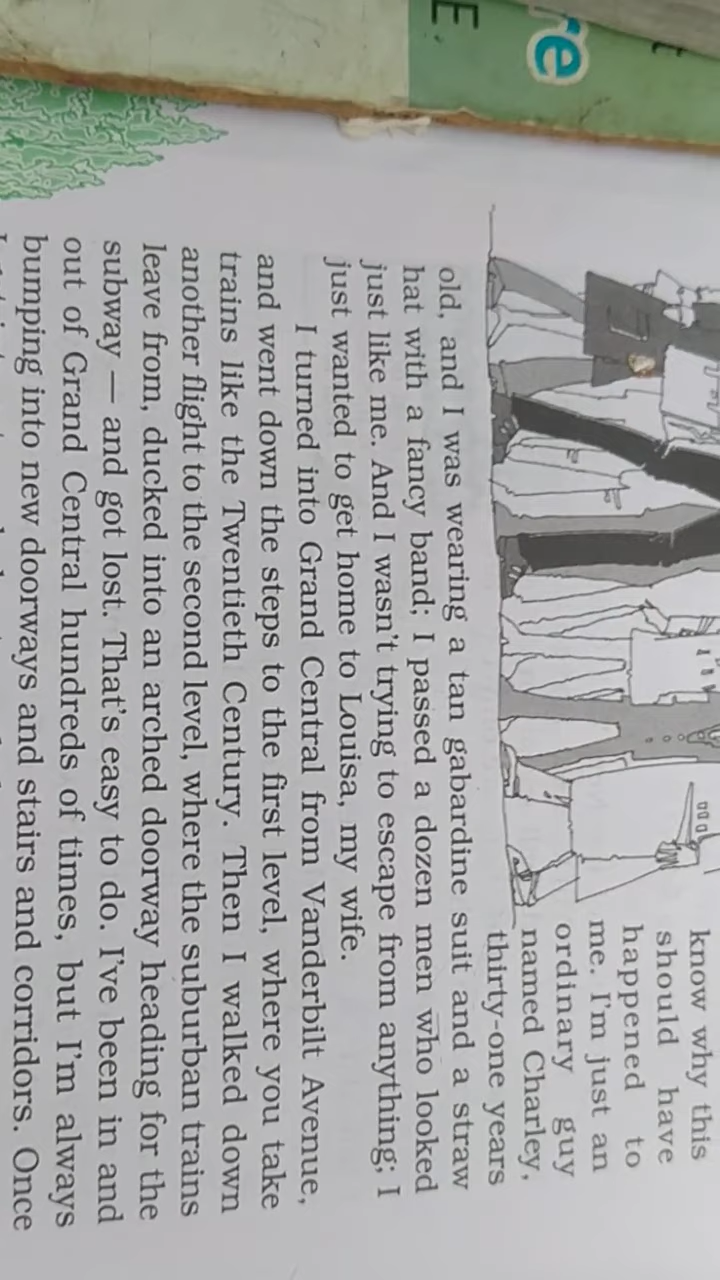 E
re
know why this
should have
happened to
me. I'm just an
ordinary guy
named Charley,
thirty-one years
old, and I was wearing a tan gabardine suit and a straw
hat with a fancy band; I passed a dozen men who looked
just like me. And I wasn't trying to escape from anything; I
just wanted to get home to Louisa, my wife.
I turned into Grand Central from Vanderbilt Avenue,
and went down the steps to the first level, where you take
trains like the Twentieth Century. Then I walked down
another flight to the second level, where the suburban trains
leave from, ducked into an arched doorway heading for the
subway — and got lost. That's easy to do. I've been in and
out of Grand Central hundreds of times, but I'm always
bumping into new doorways and stairs and corridors. Once